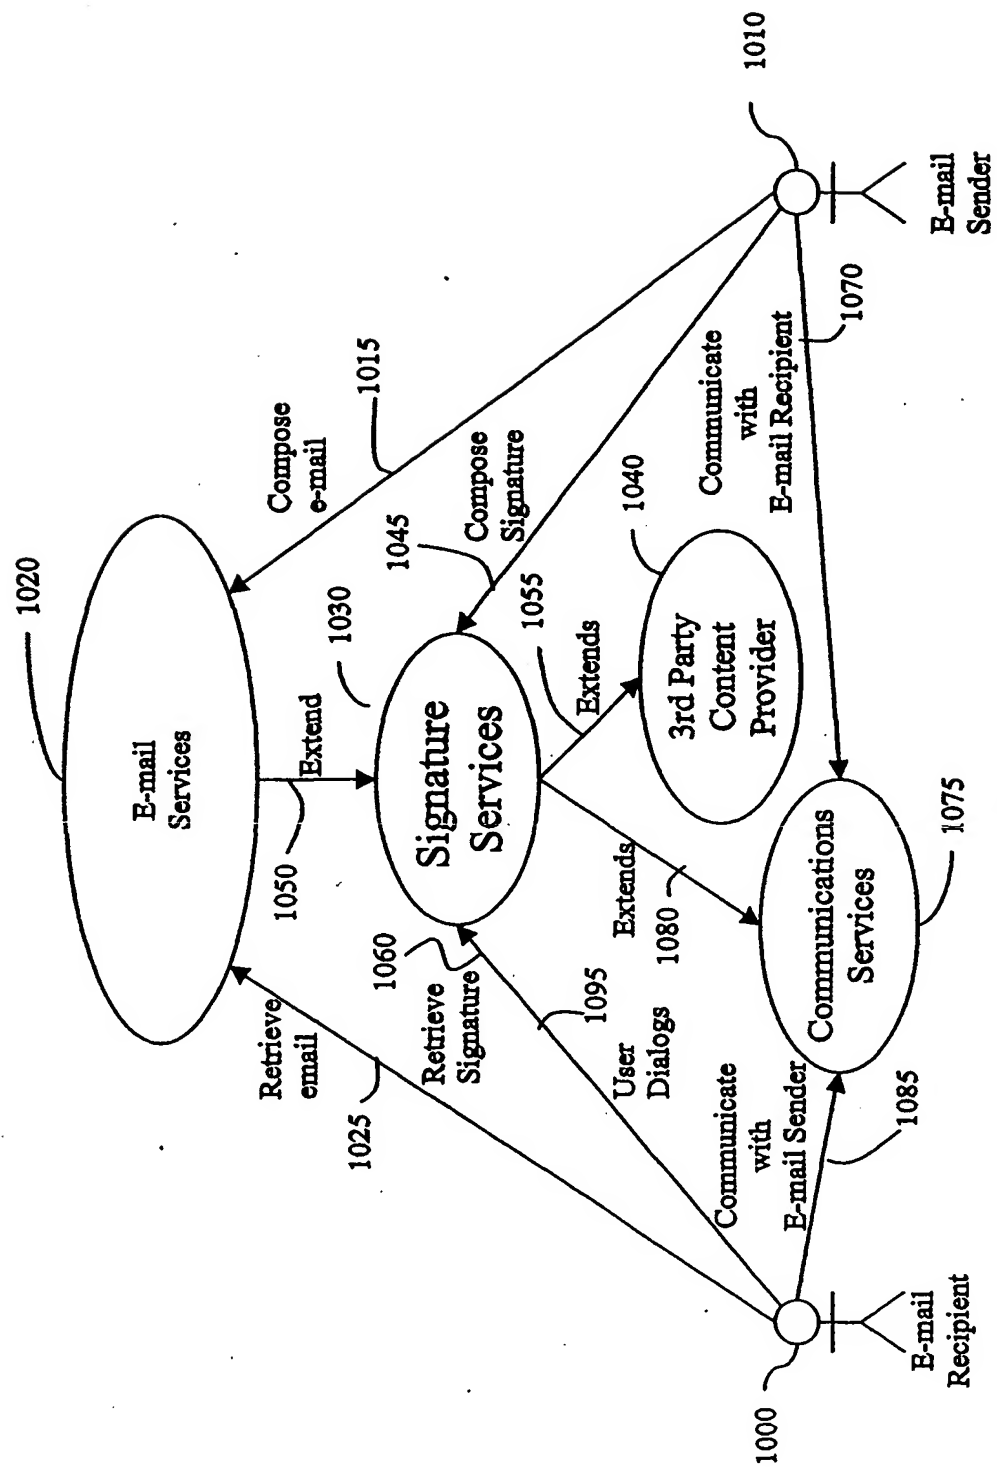 1020
E-mail
Services
Compose
e-mail
1015
Retrieve
email
1025
Extend
1050
1030
Signature
Services
1045
Compose
Signature
1060
Retrieve
Signature
1095
User
Dialogs
Extends
1055
Extends
1080
3rd Party
Content
Provider
1040
Communicate
with
E-mail Recipient
1070
Communicate
with
E-mail Sender
1085
Communications
Services
1075
1000
E-mail
Recipient
1010
E-mail
Sender